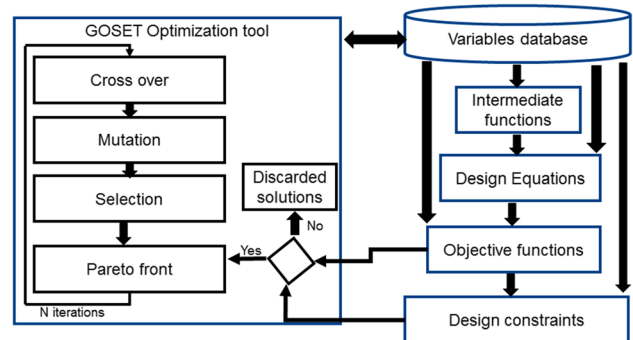 GOSET Optimization tool
Cross over
Mutation
Selection
Pareto front
N iterations
Discarded
solutions
No
Yes
Variables database
Intermediate
functions
Design Equations
Objective functions
Design constraints